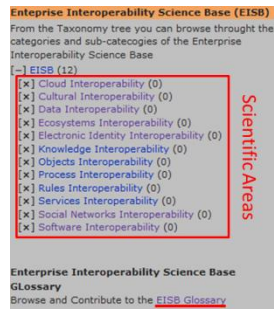 Enteprise Interoperability Science Base (EISB)
From the Taxonomy tree you can browse throught the
categories and sub-catecogies of the Enterprise
Interoperability Science Base
[−] EISB (12)
[×] Cloud Interoperability (0)
[×] Cultural Interoperability (0)
[×] Data Interoperability (0)
[×] Ecosystems Interoperability (0)
[×] Electronic Identity Interoperability (0)
[×] Knowledge Interoperability (0)
[×] Objects Interoperability (0)
[×] Process Interoperability (0)
[×] Rules Interoperability (0)
[×] Services Interoperability (0)
[×] Social Networks Interoperability (0)
[×] Software Interoperability (0)
Scientific Areas
Enterprise Interoperability Science Base
GLossary
Browse and Contribute to the EISB Glossary